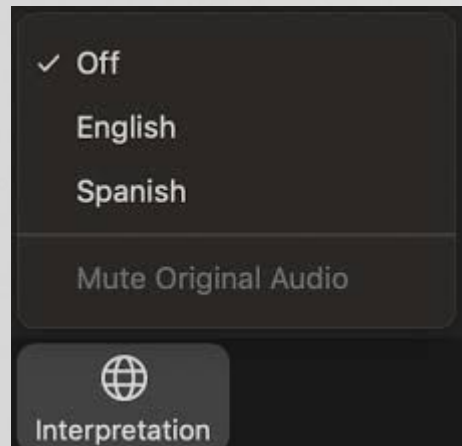 Off
English
Spanish
Mute Original Audio
Interpretation